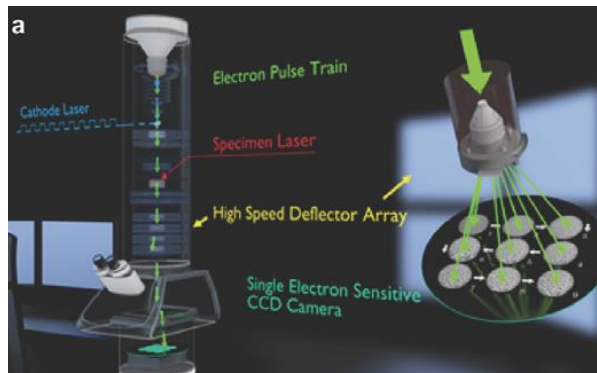 a
Electron Pulse Train
Cathode Laser
Specimen Laser
High Speed Deflector Array
Single Electron Sensitive
CCD Camera